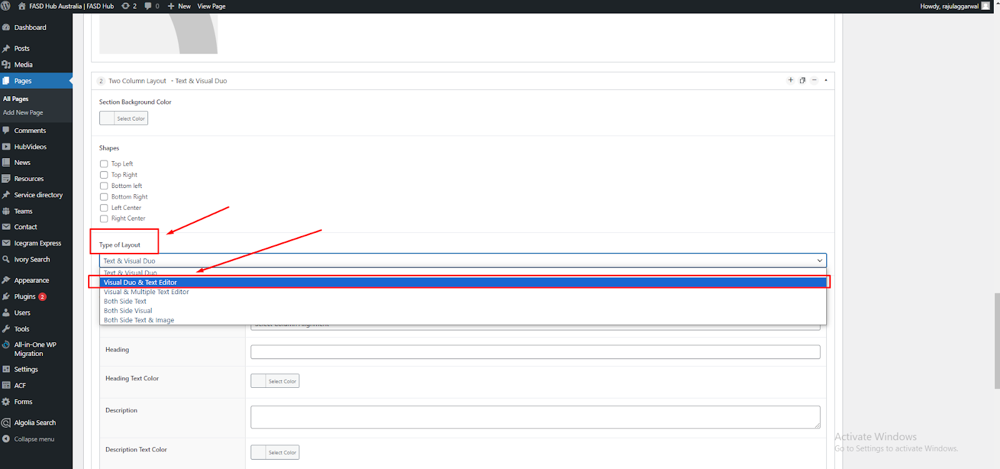 FASD Hub Australia | FASD Hub 2 0 New View Page Howdy, rajulaggarwal
Dashboard
Posts
Media
Pages
All Pages
Add New Page
Comments
HubVideos
News
Resources
Service directory
Teams
Contact
Icegram Express
Ivory Search
Appearance
Plugins 2
Users
Tools
All-in-One WP
Migration
Settings
ACF
Forms
Algolia Search
Collapse menu
2 Two Column Layout - Text & Visual Duo
Section Background Color
Select Color
Shapes
Top Left
Top Right
Bottom left
Bottom Right
Left Center
Right Center
Type of Layout
Text & Visual Duo
Text & Visual Duo
Visual Duo & Text Editor
Visual & Multiple Text Editor
Both Side Text
Both Side Visual
Both Side Text & Image
Select Column Alignment
Heading
Heading Text Color
Select Color
Description
Description Text Color
Select Color
Activate Windows
Go to Settings to activate Windows.